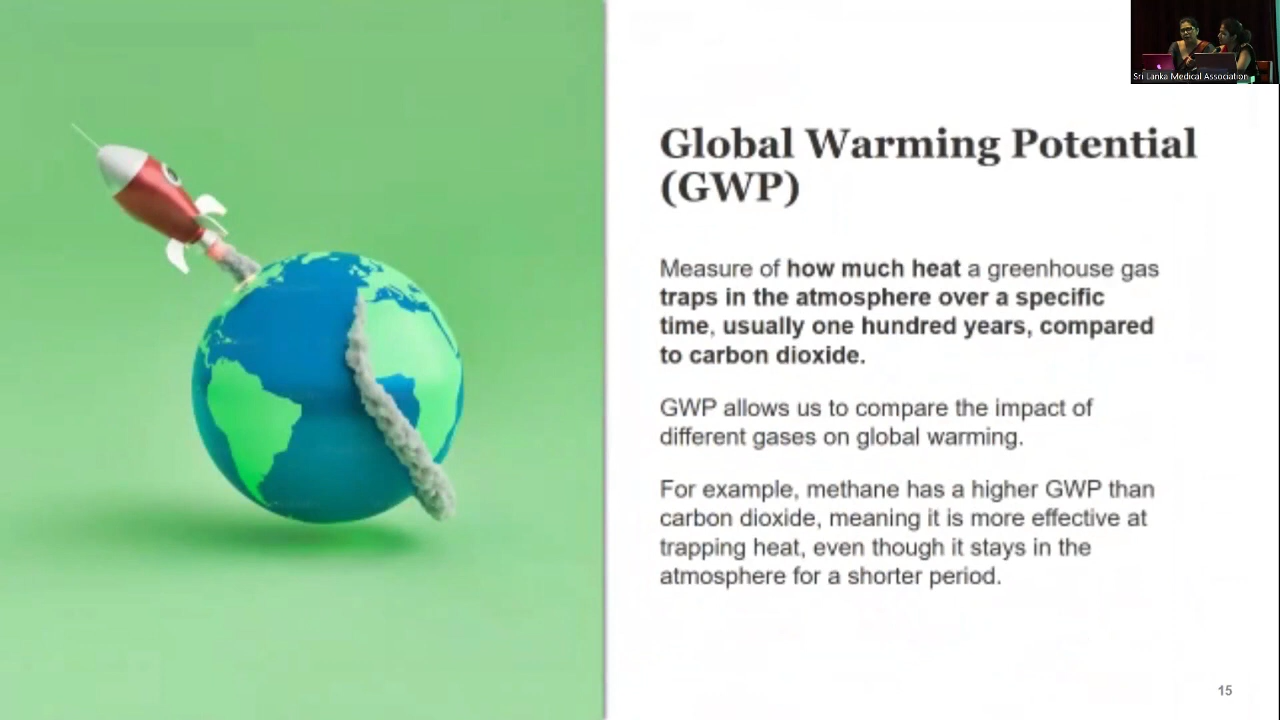 Sri Lanka Medical Association
Global Warming Potential
(GWP)
Measure of how much heat a greenhouse gas
traps in the atmosphere over a specific
time, usually one hundred years, compared
to carbon dioxide.
GWP allows us to compare the impact of
different gases on global warming.
For example, methane has a higher GWP than
carbon dioxide, meaning it is more effective at
trapping heat, even though it stays in the
atmosphere for a shorter period.
15